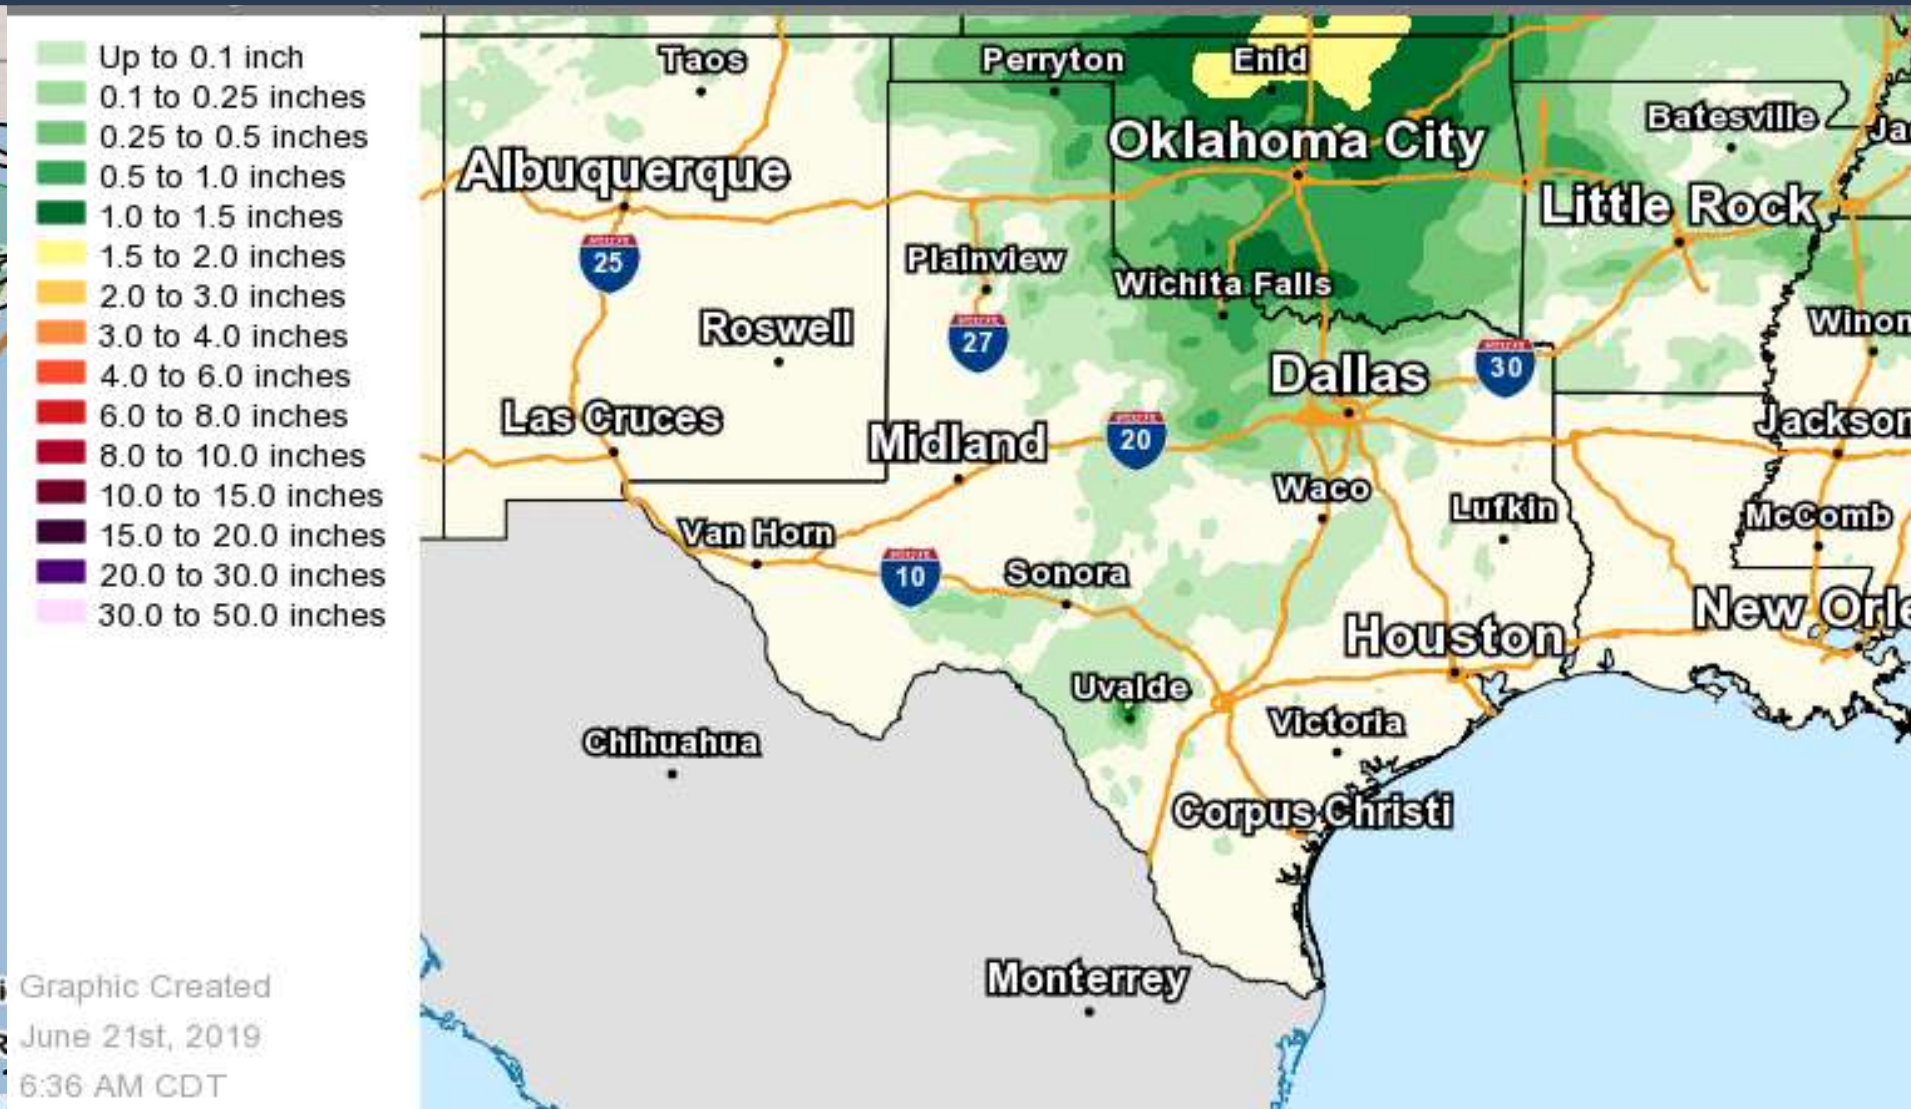 Up to 0.1 inch
0.1 to 0.25 inches
0.25 to 0.5 inches
0.5 to 1.0 inches
1.0 to 1.5 inches
1.5 to 2.0 inches
2.0 to 3.0 inches
3.0 to 4.0 inches
4.0 to 6.0 inches
6.0 to 8.0 inches
8.0 to 10.0 inches
10.0 to 15.0 inches
15.0 to 20.0 inches
20.0 to 30.0 inches
30.0 to 50.0 inches
Graphic Created
June 21st, 2019
6:36 AM CDT
Taos
Perryton
Enid
Batesville
Ja
Oklahoma City
Albuquerque
Little Rock
25
Plainview
Wichita Falls
Roswell
27
Winon
30
Dallas
Las Cruces
Midland
20
Jackson
Waco
Lufkin
McComb
Van Horn
10
Sonora
New Orle
Houston
Uvalde
Victoria
Chihuahua
Corpus Christi
Monterrey